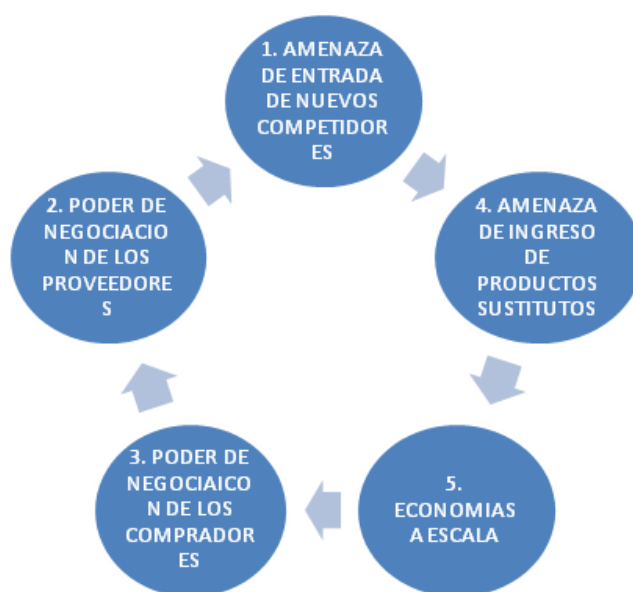 1. AMENAZA
DE ENTRADA
DE NUEVOS
COMPETIDOR
ES
2. PODER DE
NEGOCIACIO
N DE LOS
PROVEEDORE
S
4. AMENAZA
DE INGRESO
DE
PRODUCTOS
SUSTITUTOS
3. PODER DE
NEGOCIAICO
N DE LOS
COMPRADOR
ES
5.
ECONOMIAS
A ESCALA